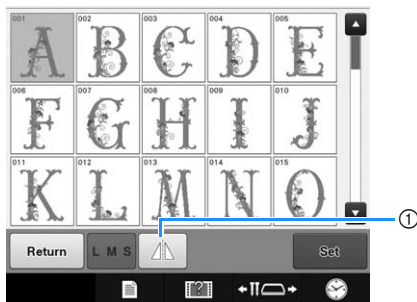 001 002 003 004 005
A B C D E
006 007 008 009 010
F G H I J
011 012 013 014 015
K L M N O
①
Return L M S Set
?